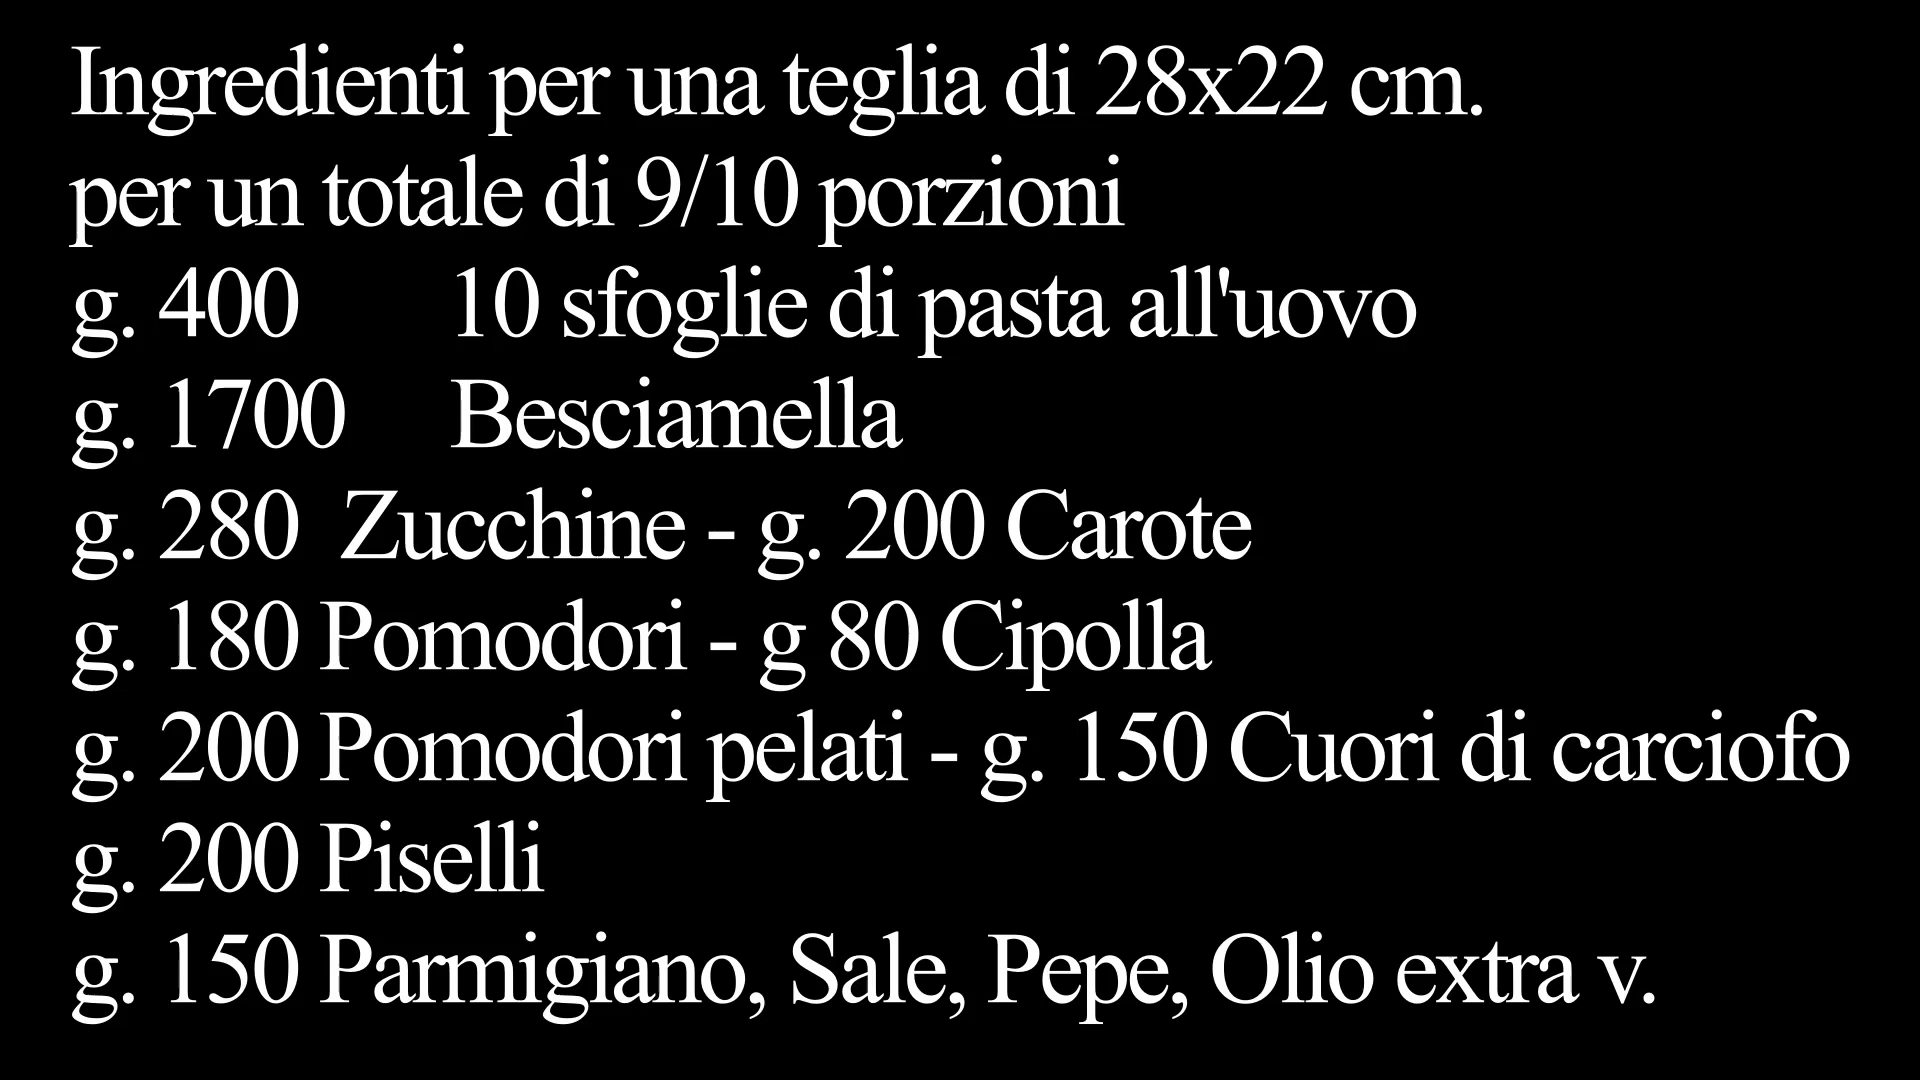 Ingredienti per una teglia di 28x22 cm.
per un totale di 9/10 porzioni
g. 400 10 sfoglie di pasta all'uovo
g. 1700 Besciamella
g. 280 Zucchine - g. 200 Carote
g. 180 Pomodori - g 80 Cipolla
g. 200 Pomodori pelati - g. 150 Cuori di carciofo
g. 200 Piselli
g. 150 Parmigiano, Sale, Pepe, Olio extra v.